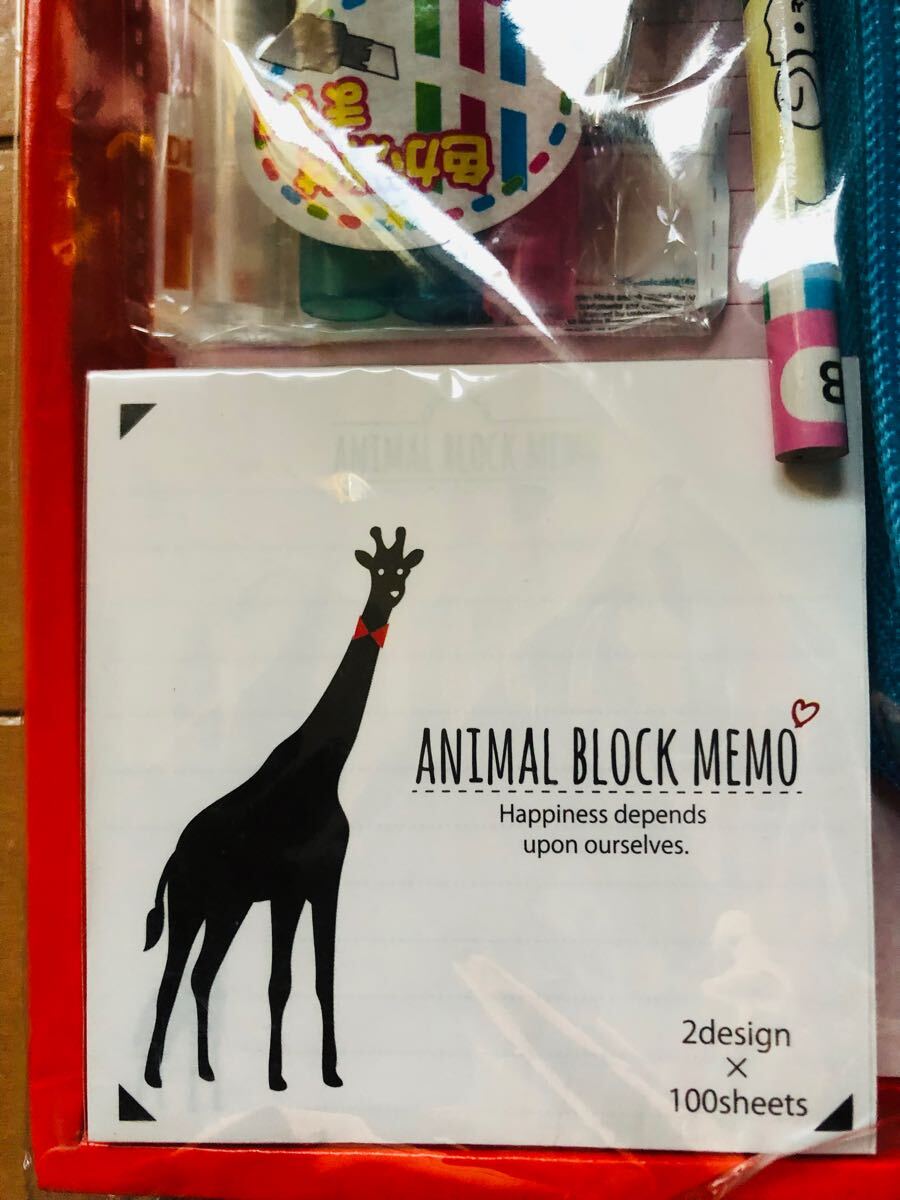 B
ANIMAL BLOCK MEMO
ANIMAL BLOCK MEMO
Happiness depends
upon ourselves.
2design
×
100sheets